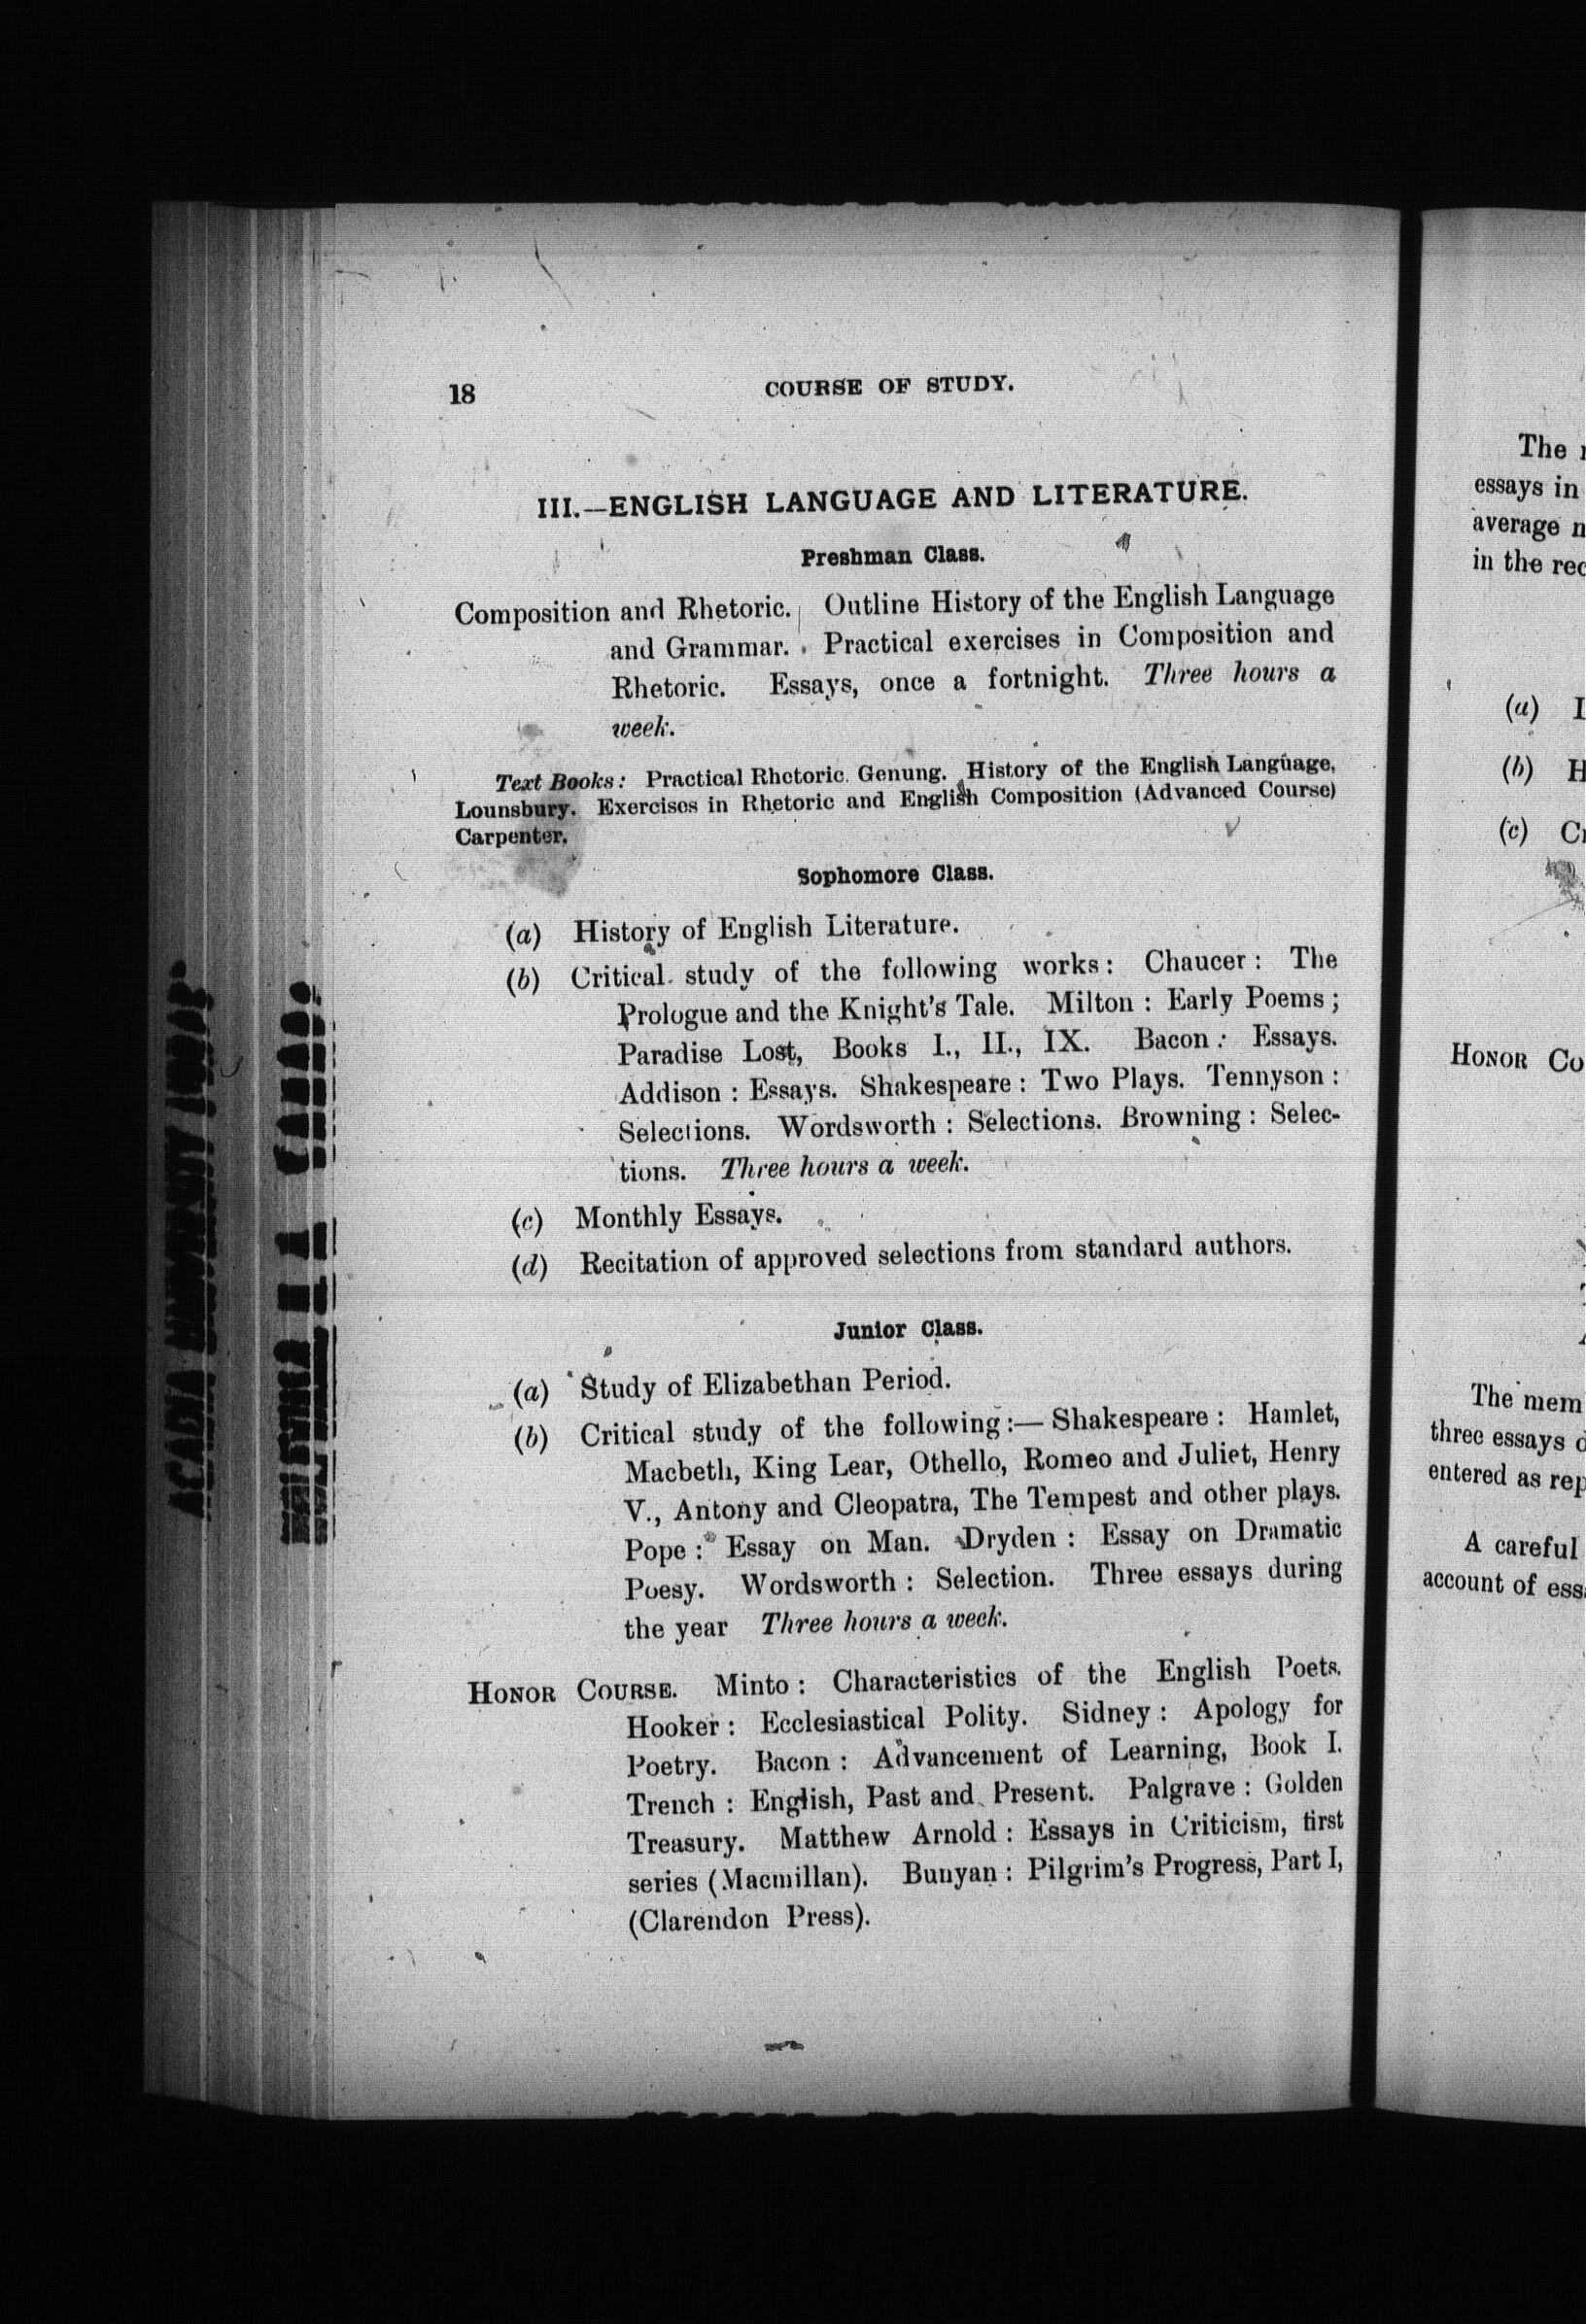 18
COURSE OF STUDY.
III.—ENGLISH LANGUAGE AND LITERATURE.
Freshman Class.
Composition and Rhetoric. Outline History of the English Language
and Grammar. Practical exercises in Composition and
Rhetoric. Essays, once a fortnight. Three hours a
week.
Text Books: Practical Rhetoric. Genung. History of the English Language,
Lounsbury. Exercises in Rhetoric and English Composition (Advanced Course)
Carpenter.
Sophomore Class.
(a) History of English Literature.
(b) Critical study of the following works: Chaucer: The
Prologue and the Knight's Tale. Milton: Early Poems;
Paradise Lost, Books I., II., IX. Bacon: Essays.
Addison: Essays. Shakespeare: Two Plays. Tennyson:
Selections. Wordsworth: Selections. Browning: Selec-
tions. Three hours a week.
(c) Monthly Essays.
(d) Recitation of approved selections from standard authors.
Junior Class.
(a) Study of Elizabethan Period.
(b) Critical study of the following:—Shakespeare: Hamlet,
Macbeth, King Lear, Othello, Romeo and Juliet, Henry
V., Antony and Cleopatra, The Tempest and other plays.
Pope: Essay on Man. Dryden: Essay on Dramatic
Poesy. Wordsworth: Selection. Three essays during
the year Three hours a week.
HONOR COURSE. Minto: Characteristics of the English Poets.
Hooker: Ecclesiastical Polity. Sidney: Apology for
Poetry. Bacon: Advancement of Learning, Book I.
Trench: English, Past and Present. Palgrave: Golden
Treasury. Matthew Arnold: Essays in Criticism, first
series (Macmillan). Bunyan: Pilgrim's Progress, Part I,
(Clarendon Press).
The
essays in
average
in the
(a)
(b)
(c)
HONOR
The mem
three essays
entered as
A careful
account of